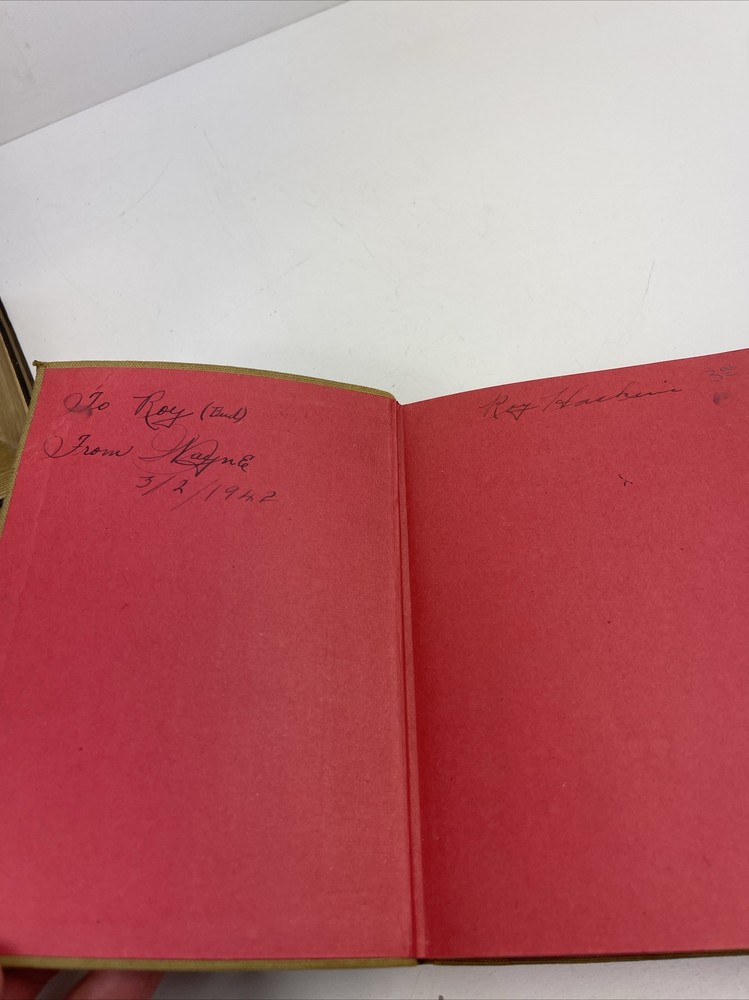 To Roy (Bud)
From Wayne
3/2/1942
Roy Haskins